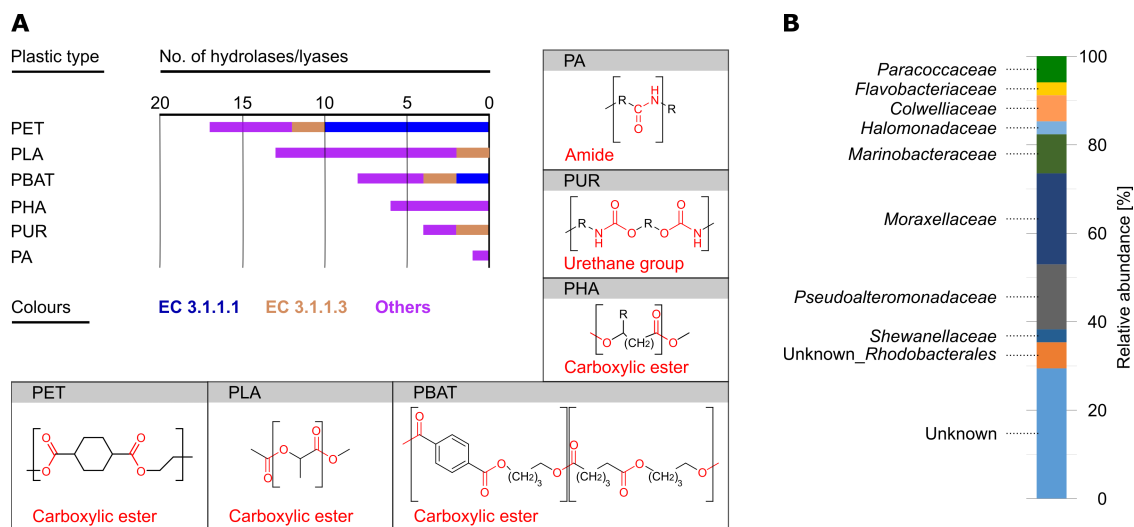 A
Plastic type
No. of hydrolases/lyases
20 15 10 5 0
PET
PLA
PBAT
PHA
PUR
PA
Colours
EC 3.1.1.1 EC 3.1.1.3 Others
PA
R
C
O
N
H
R
Amide
PUR
R
N
H
O
O
R
O
O
N
H
Urethane group
PHA
R
O
O
(CH₂)
O
Carboxylic ester
PET
O
O
O
O
Carboxylic ester
PLA
O
O
O
O
Carboxylic ester
PBAT
O
O
O
(CH₂)₃
O
O
(CH₂)₃
O
O
(CH₂)₃
O
Carboxylic ester
B
Paracoccaceae
Flavobacteriaceae
Colwelliaceae
Halomonadaceae
Marinobacteraceae
Moraxellaceae
Pseudoalteromonadaceae
Shewanellaceae
Unknown_Rhodobacterales
Unknown
100
80
60
40
20
0
Relative abundance [%]